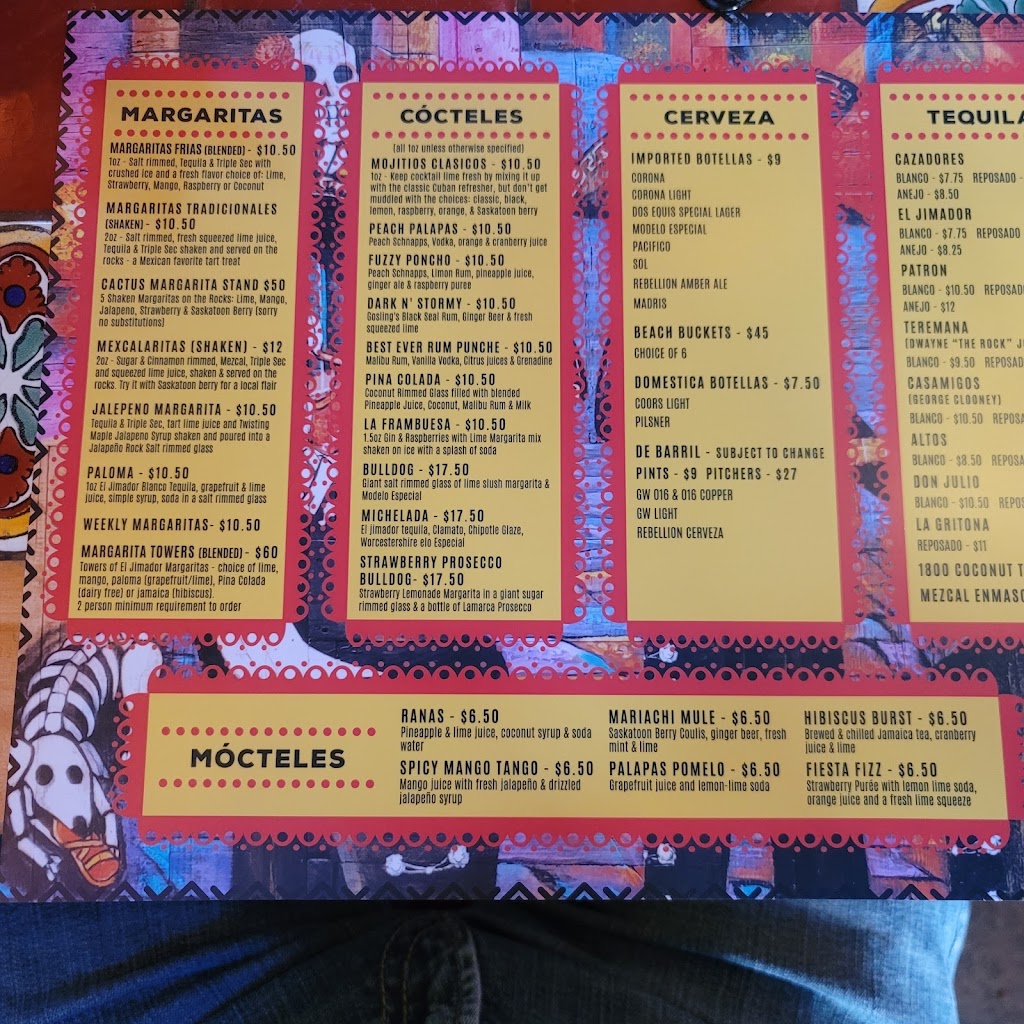 MARGARITAS
MARGARITAS FRIAS (BLENDED) - $10.50
1oz - Salt rimmed, Tequila & Triple Sec with
crushed ice and a fresh flavor choice of: Lime,
Strawberry, Mango, Raspberry or Coconut
MARGARITAS TRADICIONALES
(SHAKEN) - $10.50
2oz - Salt rimmed, fresh squeezed lime juice,
Tequila & Triple Sec shaken and served on the
rocks - a Mexican favorite tart treat
CACTUS MARGARITA STAND $50
5 Shaken Margaritas on the Rocks: Lime, Mango,
Jalapeno, Strawberry & Saskatoon Berry (sorry
no substitutions)
MEXCALARITAS (SHAKEN) - $12
2oz - Sugar & Cinnamon rimmed, Mezcal, Triple Sec
and squeezed lime juice, shaken & served on the
rocks. Try it with Saskatoon berry for a local flair
JALEPENO MARGARITA - $10.50
Tequila & Triple Sec, tart lime juice and Twisting
Maple Jalapeno Syrup shaken and poured into a
Jalapeño Rock Salt rimmed glass
PALOMA - $10.50
1oz El Jimador Blanco Tequila, grapefruit & lime
juice, simple syrup, soda in a salt rimmed glass
WEEKLY MARGARITAS- $10.50
MARGARITA TOWERS (BLENDED) - $60
Towers of El Jimador Margaritas - choice of lime,
mango, paloma (grapefruit/lime), Pina Colada
(dairy free) or jamaica (hibiscus).
2 person minimum requirement to order
CÓCTELES
(all 1oz unless otherwise specified)
MOJITIOS CLASICOS - $10.50
1oz - Keep cocktail lime fresh by mixing it up
with the classic Cuban refresher, but don't get
muddled with the choices: classic, black,
lemon, raspberry, orange, & Saskatoon berry
PEACH PALAPAS - $10.50
Peach Schnapps, Vodka, orange & cranberry juice
FUZZY PONCHO - $10.50
Peach Schnapps, Limon Rum, pineapple juice,
ginger ale & raspberry puree
DARK N' STORMY - $10.50
Gosling's Black Seal Rum, Ginger Beer & fresh
squeezed lime
BEST EVER RUM PUNCHE - $10.50
Malibu Rum, Vanilla Vodka, Citrus juices & Grenadine
PINA COLADA - $10.50
Coconut Rimmed Glass filled with blended
Pineapple Juice, Coconut, Malibu Rum & Milk
LA FRAMBUESA - $10.50
1.5oz Gin & Raspberries with Lime Margarita mix
shaken on ice with a splash of soda
BULLDOG - $17.50
Giant salt rimmed glass of lime slush margarita &
Modelo Especial
MICHELADA - $17.50
El jimador tequila, Clamato, Chipotle Glaze,
Worcestershire elo Especial
STRAWBERRY PROSECCO
BULLDOG- $17.50
Strawberry Lemonade Margarita in a giant sugar
rimmed glass & a bottle of Lamarca Prosecco
CERVEZA
IMPORTED BOTELLAS - $9
CORONA
CORONA LIGHT
DOS EQUIS SPECIAL LAGER
MODELO ESPECIAL
PACIFICO
SOL
REBELLION AMBER ALE
MADRIS
BEACH BUCKETS - $45
CHOICE OF 6
DOMESTICA BOTELLAS - $7.50
COORS LIGHT
PILSNER
DE BARRIL - SUBJECT TO CHANGE
PINTS - $9 PITCHERS - $27
GW 016 & 016 COPPER
GW LIGHT
REBELLION CERVEZA
TEQUILA
CAZADORES
BLANCO - $7.75 REPOSADO -
ANEJO - $8.50
EL JIMADOR
BLANCO - $7.75 REPOSADO
ANEJO - $8.25
PATRON
BLANCO - $10.50 REPOSADO
ANEJO - $12
TEREMANA
(DWAYNE "THE ROCK" J
BLANCO - $9.50 REPOSAD
CASAMIGOS
(GEORGE CLOONEY)
BLANCO - $10.50 REPOSAD
ALTOS
BLANCO - $8.50 REPOSA
DON JULIO
BLANCO - $10.50 REPOS
LA GRITONA
REPOSADO - $11
1800 COCONUT T
MEZCAL ENMASC
MÓCTELES
RANAS - $6.50
Pineapple & lime juice, coconut syrup & soda
water
SPICY MANGO TANGO - $6.50
Mango juice with fresh jalapeño & drizzled
jalapeño syrup
MARIACHI MULE - $6.50
Saskatoon Berry Coulis, ginger beer, fresh
mint & lime
PALAPAS POMELO - $6.50
Grapefruit juice and lemon-lime soda
HIBISCUS BURST - $6.50
Brewed & chilled Jamaica tea, cranberry
juice & lime
FIESTA FIZZ - $6.50
Strawberry Purée with lemon lime soda,
orange juice and a fresh lime squeeze